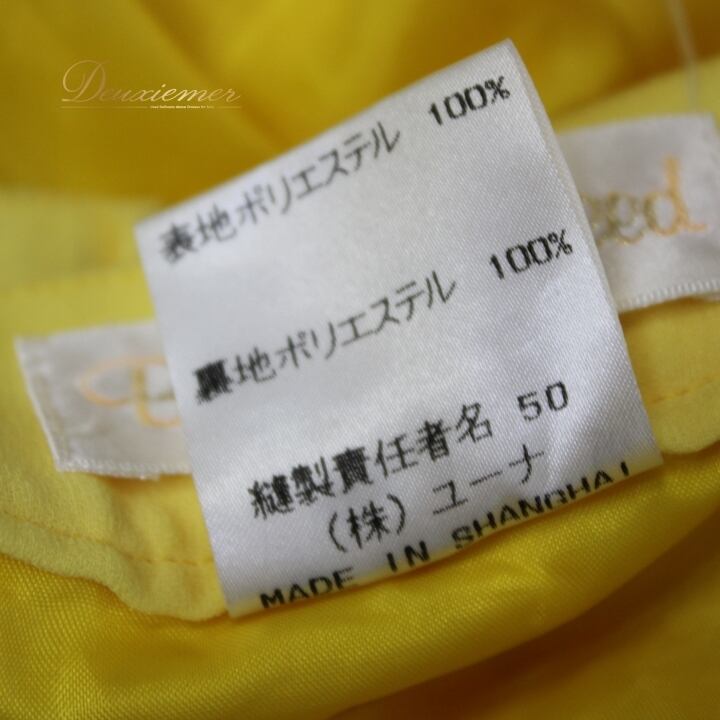 Deuxiemer
表地ポリエステル 100%
裏地ポリエステル 100%
縫製責任者名 50
(株) ユーナ
MADE IN SHANGHAI